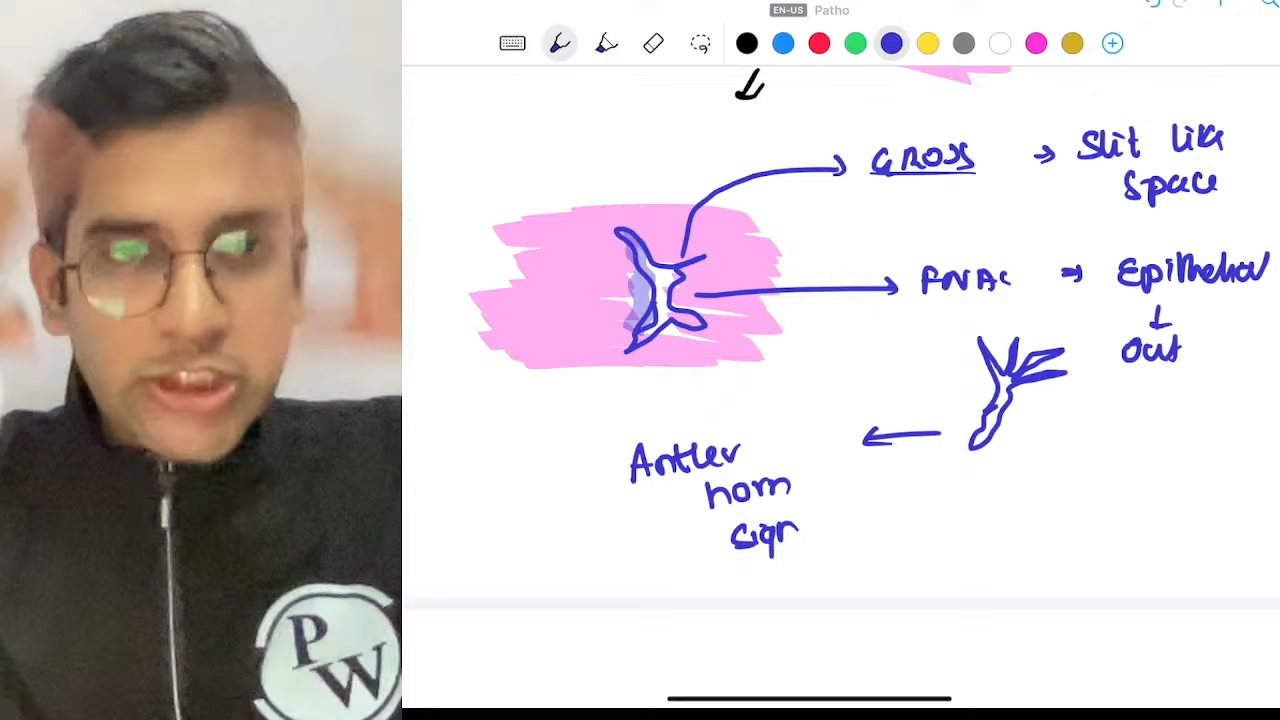 EN-US Patho
GROSS → Slit like
space
FNAC ⇒ Epithelial
↓
Out
←
Antler
horn
sign
PW